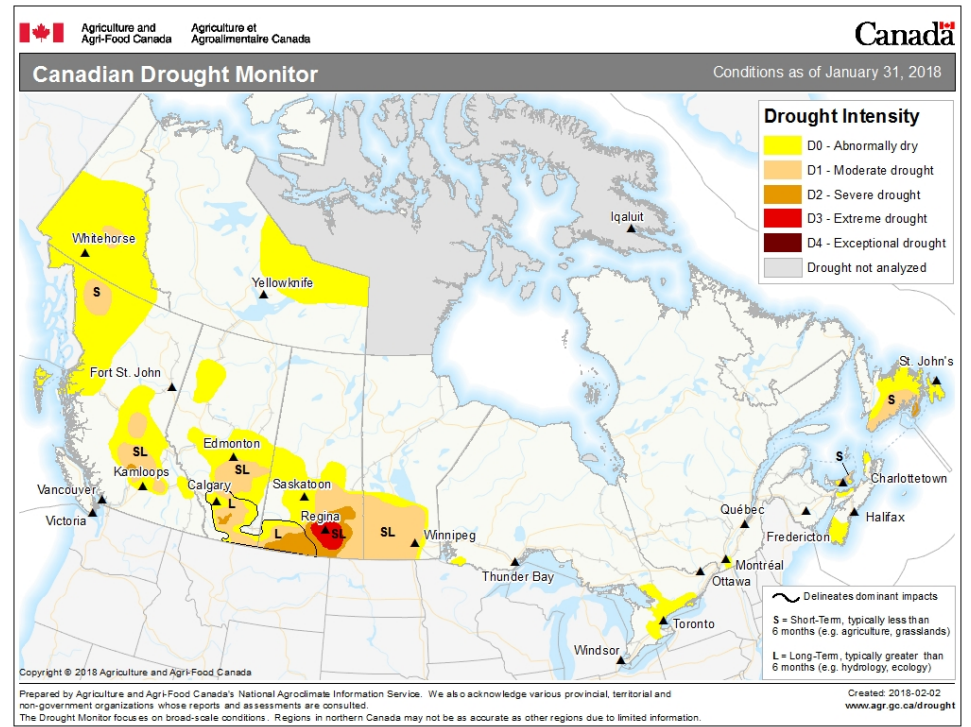 Agriculture and
Agri-Food Canada
Agriculture et
Agroalimentaire Canada
Canada
Canadian Drought Monitor
Conditions as of January 31, 2018
Drought Intensity
D0 - Abnormally dry
D1 - Moderate drought
D2 - Severe drought
D3 - Extreme drought
D4 - Exceptional drought
Drought not analyzed
Iqaluit
Whitehorse
Yellowknife
S
Fort St. John
St. John's
S
Edmonton
SL
Kamloops
SL
S
Calgary
Saskatoon
Charlottetown
Vancouver
L
Regina
Québec
Victoria
L
SL
SL
Winnipeg
Halifax
Fredericton
Montréal
Thunder Bay
Ottawa
Toronto
Windsor
Delineates dominant impacts
S = Short-Term, typically less than
6 months (e.g. agriculture, grasslands)
L = Long-Term, typically greater than
6 months (e.g. hydrology, ecology)
Copyright © 2018 Agriculture and Agri-Food Canada
Prepared by Agriculture and Agri-Food Canada's National Agroclimate Information Service. We also acknowledge various provincial, territorial and
non-government organizations whose reports and assessments are consulted.
The Drought Monitor focuses on broad-scale conditions. Regions in northern Canada may not be as accurate as other regions due to limited information.
Created: 2018-02-02
www.agr.gc.ca/drought